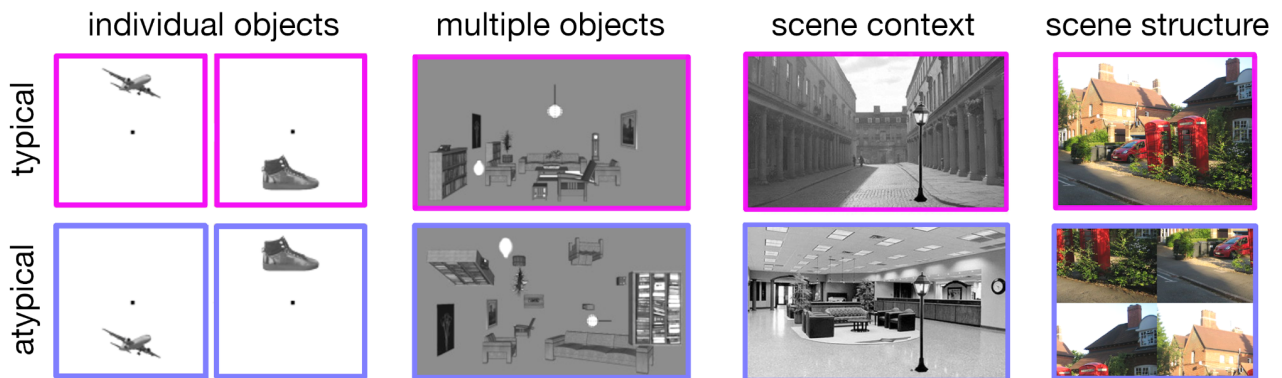 individual objects
multiple objects
scene context
scene structure
typical
atypical